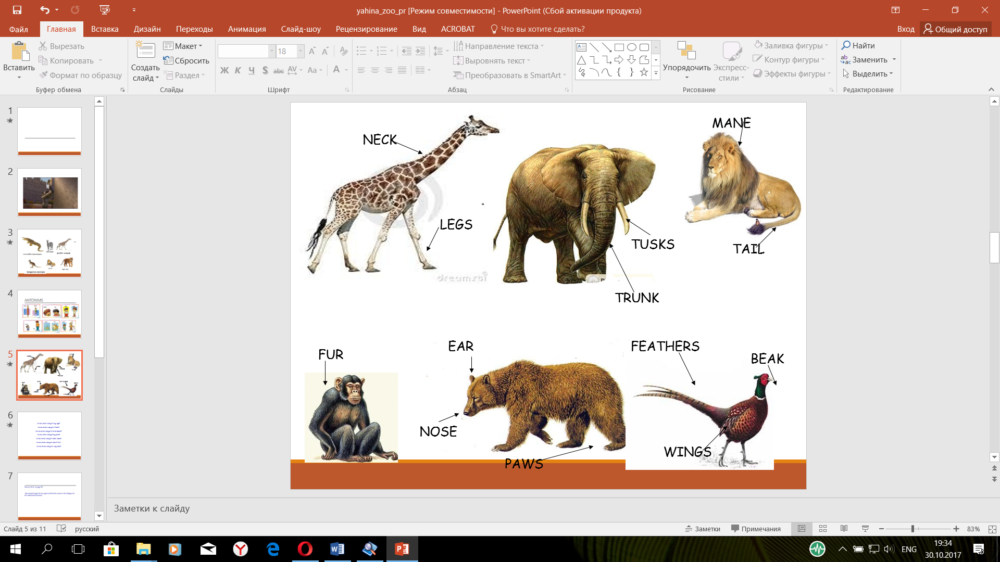 yahina_zoo_pr [Режим совместимости] - PowerPoint (Сбой активации продукта)
Файл Главная Вставка Дизайн Переходы Анимация Слайд-шоу Рецензирование Вид ACROBAT Что вы хотите сделать? Вход Общий доступ
Вставить
Вырезать
Копировать
Формат по образцу
Буфер обмена
Создать слайд
Макет
Сбросить
Раздел
Слайды
18
Ж К Ч S abc AV Aa A
Шрифт
Направление текста
Выровнять текст
Преобразовать в SmartArt
Абзац
Упорядочить
Экспресс-стили
Заливка фигуры
Контур фигуры
Эффекты фигуры
Рисование
Найти
Заменить
Выделить
Редактирование
1
2
3
4
ANTONIMS
5
6
7
NECK
MANE
LEGS
TUSKS
TAIL
TRUNK
dreamsti
FUR
EAR
FEATHERS
BEAK
NOSE
WINGS
PAWS
Заметки к слайду
Слайд 5 из 11 русский Заметки Примечания 83%
ENG
19:34
30.10.2017